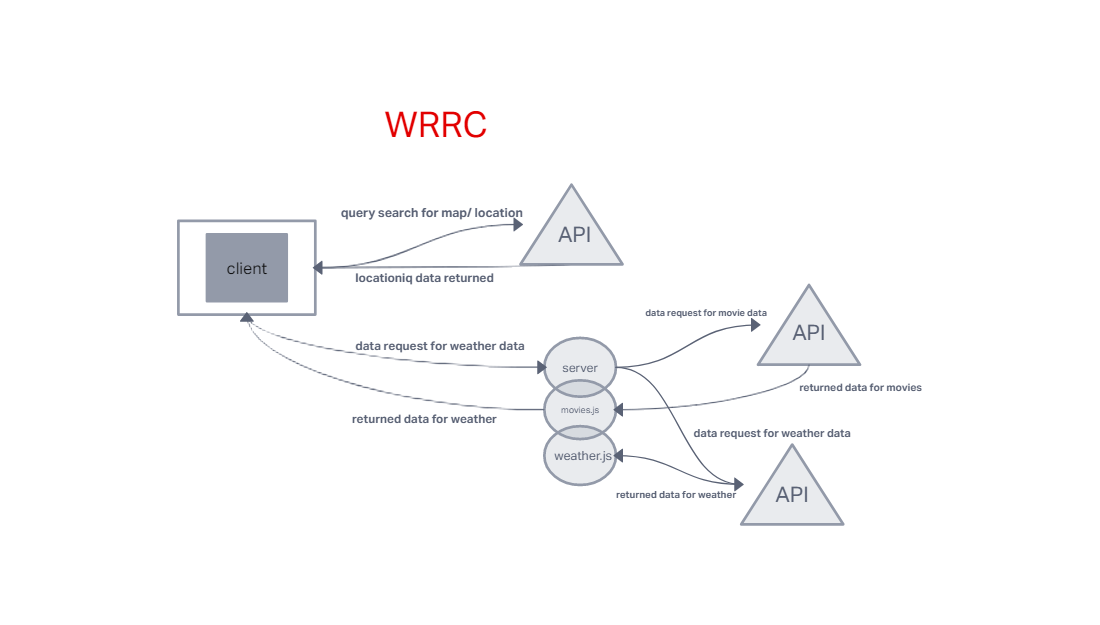 WRRC
query search for map/ location
API
client
locationiq data returned
data request for movie data
API
data request for weather data
server
returned data for movies
movies.js
returned data for weather
data request for weather data
weather.js
returned data for weather
API